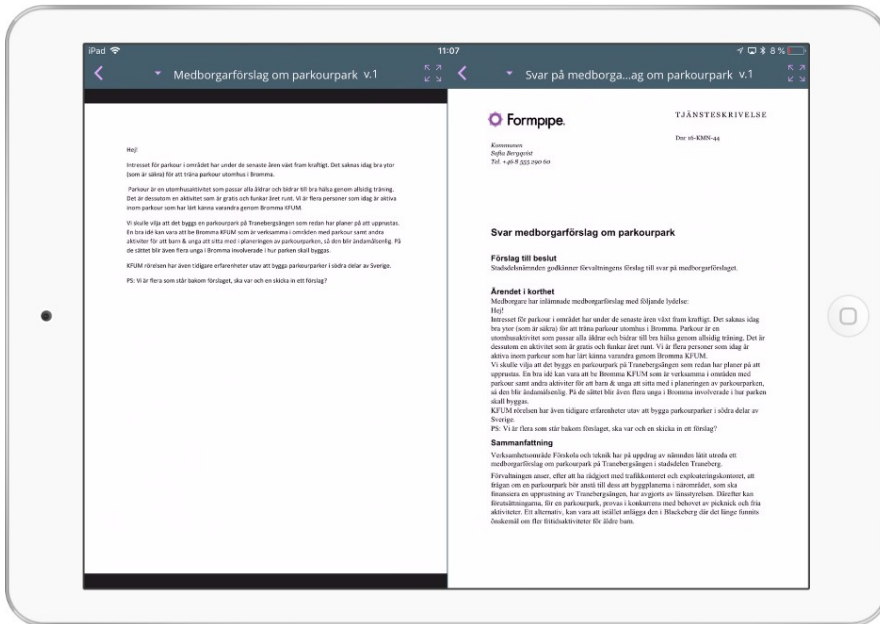 iPad
11:07
8 %
Medborgarförslag om parkourpark v.1
Svar på medborga...ag om parkourpark v.1
Hej!
Intresset för parkour i området har under de senaste åren växt fram kraftigt. Det saknas idag bra ytor
(som är säkra) för att träna parkour utomhus i Bromma.
Parkour är en utomhusaktivitet som passar alla åldrar och bidrar till bra hälsa genom allsidig träning.
Det är dessutom en aktivitet som är gratis och funkar året runt. Vi är flera personer som idag är aktiva
inom parkour som har lärt känna varandra genom Bromma KFUM.
Vi skulle vilja att det byggs en parkourpark på Tranebergsängen som redan har planer på att upprustas.
En bra idé kan vara att be Bromma KFUM som är verksamma i områden med parkour samt andra
aktiviter för att barn & unga att sitta med i planeringen av parkourparken, så den blir ändamålsenlig. På
de sättet blir även flera unga i Bromma involverade i hur parken skall byggas.
KFUM rörelsen har även tidigare erfarenheter utav att bygga parkourparker i södra delar av Sverige.
PS: Vi är flera som står bakom förslaget, ska var och en skicka in ett förslag?
Formpipe.
TJÄNSTESKRIVELSE
Dnr 16-KMN-44
Kommunen
Sofia Bergqvist
Tel. +46 8 555 290 60
Svar medborgarförslag om parkourpark
Förslag till beslut
Stadsdelsnämnden godkänner förvaltningens förslag till svar på medborgarförslaget.
Ärendet i korthet
Medborgare har inlämnade medborgarförslag med följande lydelse:
Hej!
Intresset för parkour i området har under de senaste åren växt fram kraftigt. Det saknas idag
bra ytor (som är säkra) för att träna parkour utomhus i Bromma. Parkour är en
utomhusaktivitet som passar alla åldrar och bidrar till bra hälsa genom allsidig träning. Det är
dessutom en aktivitet som är gratis och funkar året runt. Vi är flera personer som idag är
aktiva inom parkour som har lärt känna varandra genom Bromma KFUM.
Vi skulle vilja att det byggs en parkourpark på Tranebergsängen som redan har planer på att
upprustas. En bra idé kan vara att be Bromma KFUM som är verksamma i områden med
parkour samt andra aktiviter för att barn & unga att sitta med i planeringen av parkourparken,
så den blir ändamålsenlig. På de sättet blir även flera unga i Bromma involverade i hur parken
skall byggas.
KFUM rörelsen har även tidigare erfarenheter utav att bygga parkourparker i södra delar av
Sverige.
PS: Vi är flera som står bakom förslaget, ska var och en skicka in ett förslag?
Sammanfattning
Verksamhetsområde Förskola och teknik har på uppdrag av nämnden låtit utreda ett
medborgarförslag om parkourpark på Tranebergsängen i stadsdelen Traneberg.
Förvaltningen anser, efter att ha rådgjort med trafikkontoret och exploateringskontoret, att
frågan om en parkourpark bör anstå till dess att byggplanerna i närområdet, som ska
finansiera en upprustning av Tranebergsängen, har avgjorts av länsstyrelsen. Därefter kan
förutsättningarna, för en parkourpark, provas i konkurrens med behovet av picknick och fria
aktiviteter. Ett alternativ, kan vara att istället anlägga den i Blackeberg där det länge funnits
önskemål om fler fritidsaktiviteter för äldre barn.